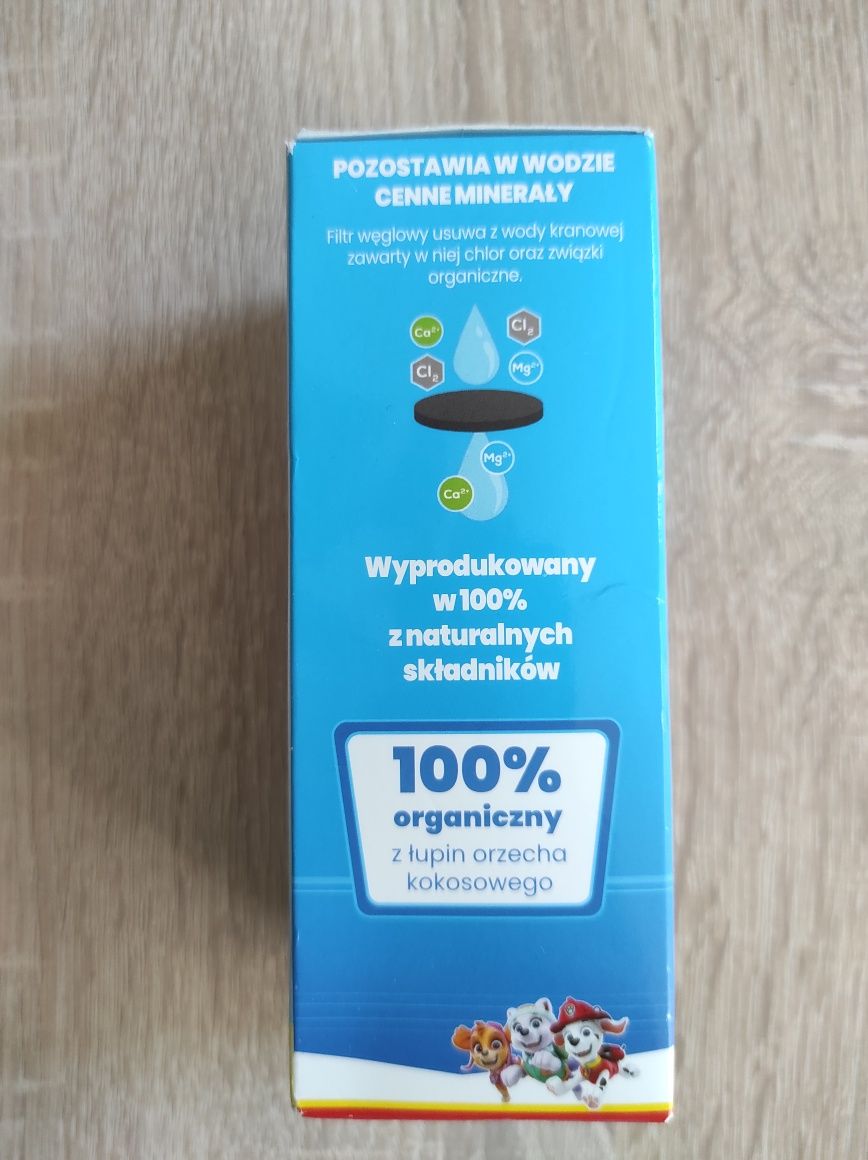 POZOSTAWIA W WODZIE
CENNE MINERAŁY
Filtr węglowy usuwa z wody kranowej
zawarty w niej chlor oraz związki
organiczne.
Ca²⁺
Cl₂
Cl₂
Mg²⁺
Mg²⁺
Ca²⁺
Wyprodukowany
w 100%
z naturalnych
składników
100%
organiczny
z łupin orzecha
kokosowego